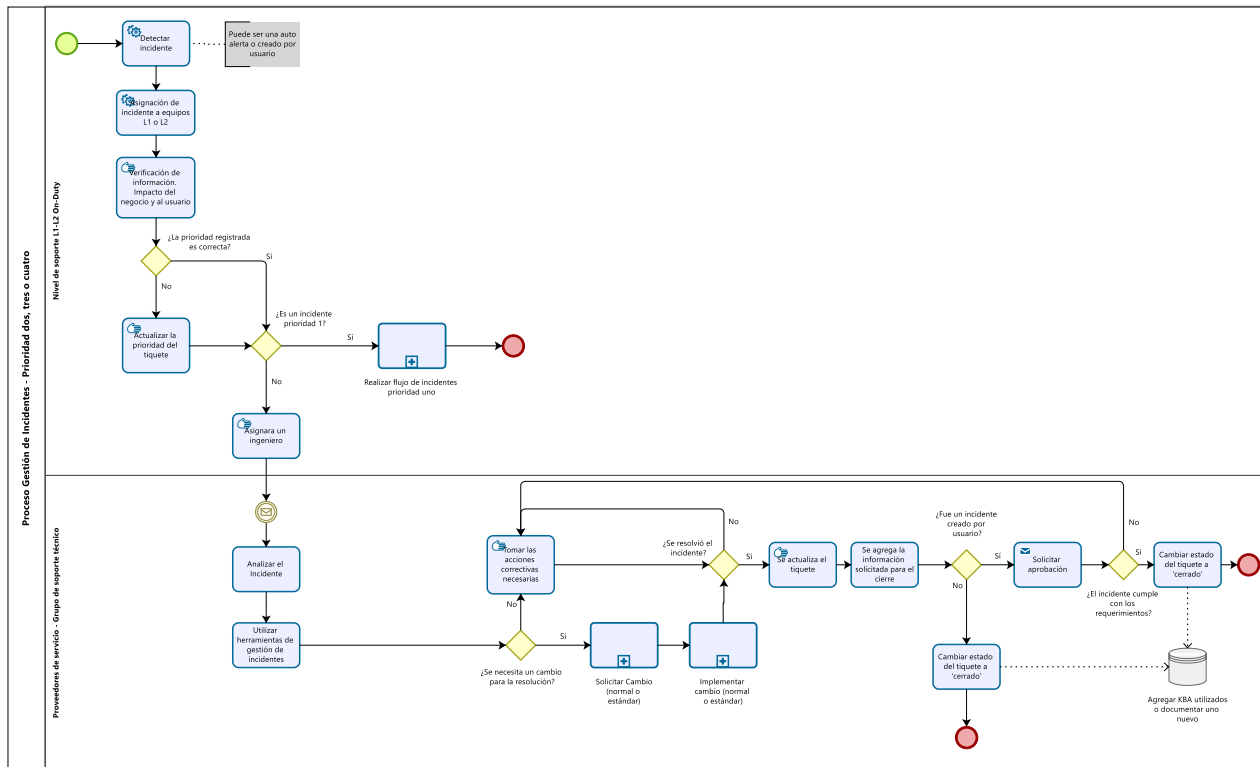 Proceso Gestión de Incidentes - Prioridad dos, tres o cuatro
Nivel de soporte L1-L2 On-Duty
Detectar
incidente
Puede ser una auto
alerta o creado por
usuario
Asignación de
incidente a equipos
L1 o L2
Verificación de
información.
Impacto del
negocio y al usuario
¿La prioridad registrada
es correcta?
Si
No
Actualizar la
prioridad del
tiquete
¿Es un incidente
prioridad 1?
Si
No
Realizar flujo de incidentes
prioridad uno
Asignara un
ingeniero
Proveedores de servicio - Grupo de soporte técnico
Analizar el
Incidente
Utilizar
herramientas de
gestión de
incidentes
¿Se necesita un cambio
para la resolución?
No
Si
Tomar las
acciones
correctivas
necesarias
Solicitar Cambio
(normal o
estándar)
Implementar
cambio (normal
o estándar)
¿Se resolvió el
incidente?
No
Si
Se actualiza el
tiquete
Se agrega la
información
solicitada para el
cierre
¿Fue un incidente
creado por
usuario?
Sí
No
Solicitar
aprobación
¿El incidente cumple
con los
requerimientos?
No
Sí
Cambiar estado
del tiquete a
'cerrado'
Cambiar estado
del tiquete a
'cerrado'
Agregar KBA utilizados
o documentar uno
nuevo